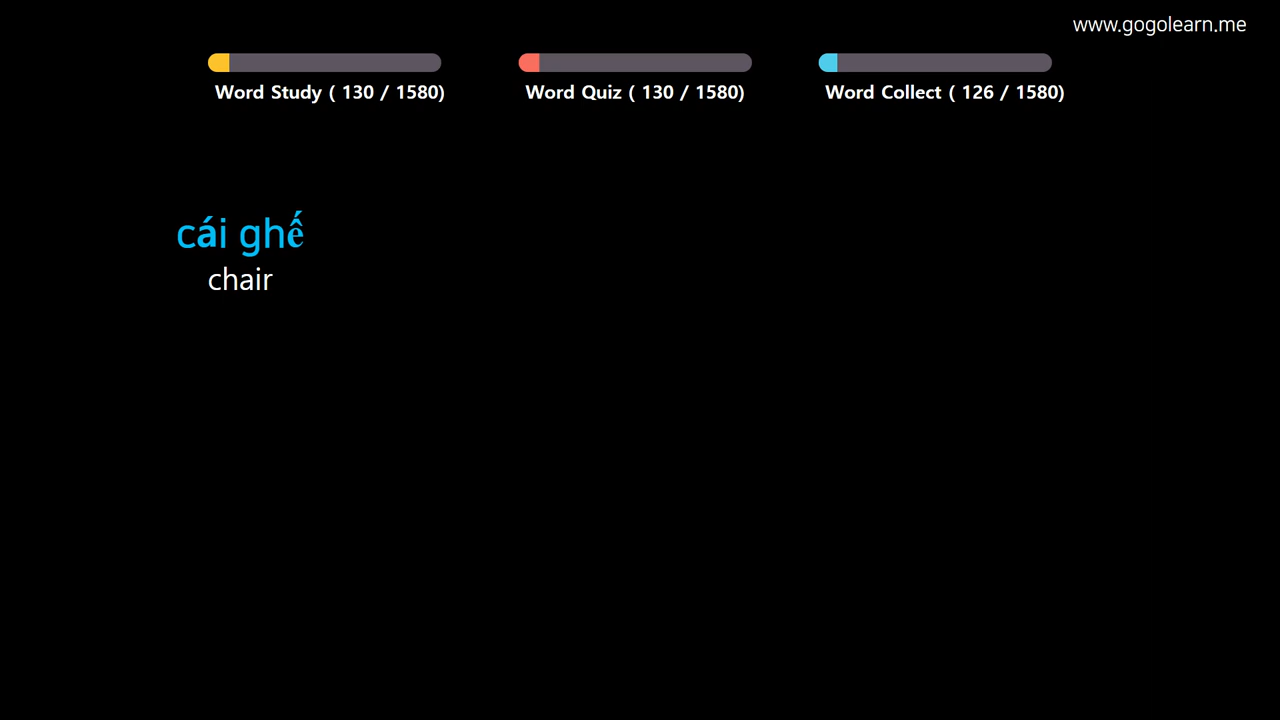 www.gogolearn.me
Word Study ( 130 / 1580)
Word Quiz ( 130 / 1580)
Word Collect ( 126 / 1580)
cái ghế
chair